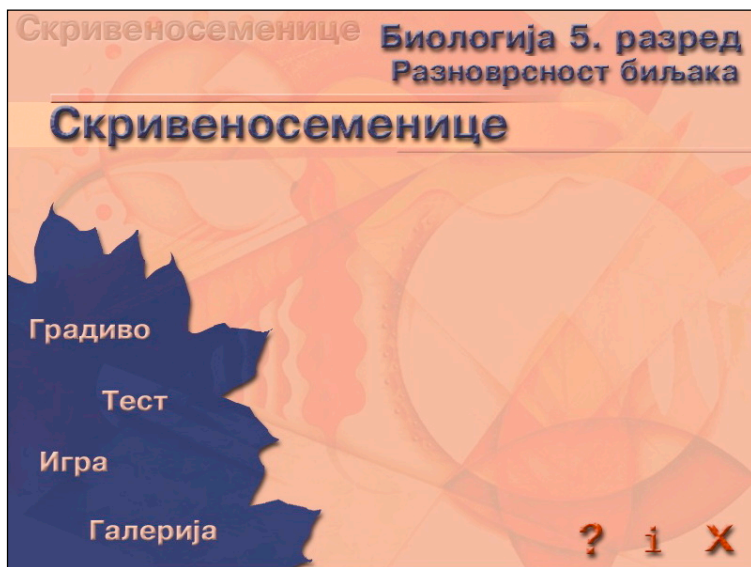 Скривеносеменице
Биологија 5. разред
Разноврсност биљака
Скривеносеменице
Градиво
Тест
Игра
Галерија
? i X